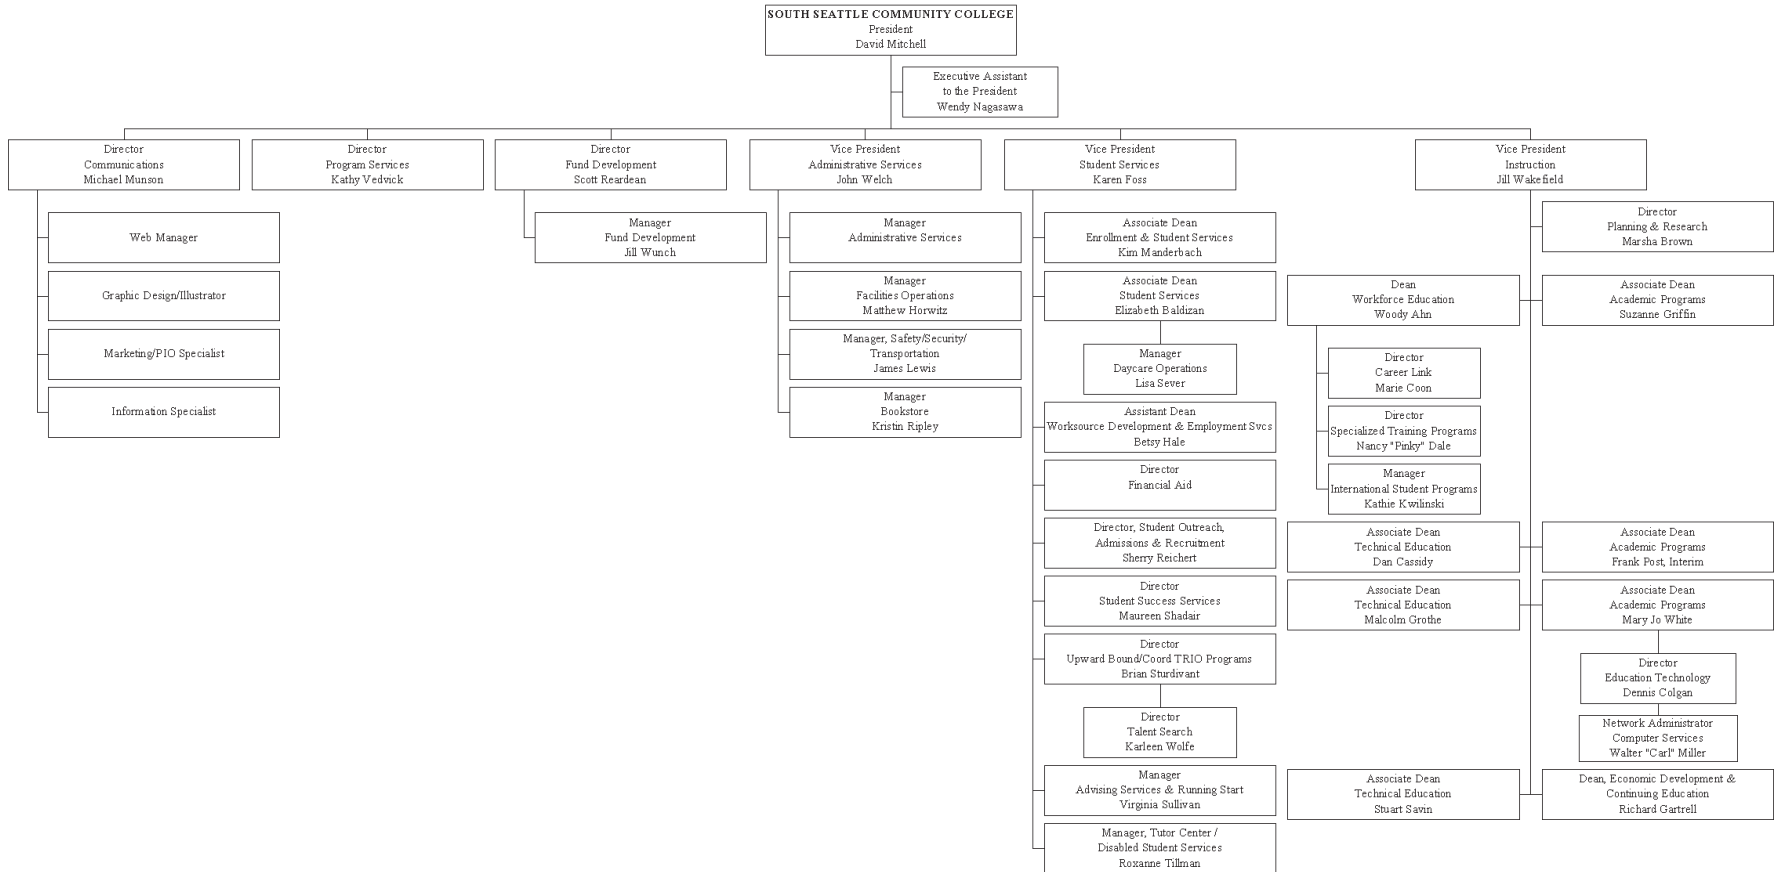 SOUTH SEATTLE COMMUNITY COLLEGE
President
David Mitchell
Executive Assistant
to the President
Wendy Nagasawa
Director
Communications
Michael Munson
Director
Program Services
Kathy Vedvick
Director
Fund Development
Scott Reardean
Vice President
Administrative Services
John Welch
Vice President
Student Services
Karen Foss
Vice President
Instruction
Jill Wakefield
Web Manager
Graphic Design/Illustrator
Marketing/PIO Specialist
Information Specialist
Manager
Fund Development
Jill Wunch
Manager
Administrative Services
Manager
Facilities Operations
Matthew Horwitz
Manager, Safety/Security/
Transportation
James Lewis
Manager
Bookstore
Kristin Ripley
Associate Dean
Enrollment & Student Services
Kim Manderbach
Associate Dean
Student Services
Elizabeth Baldizan
Manager
Daycare Operations
Lisa Sever
Assistant Dean
Worksource Development & Employment Svcs
Betsy Hale
Director
Financial Aid
Director, Student Outreach,
Admissions & Recruitment
Sherry Reichert
Director
Student Success Services
Maureen Shadair
Director
Upward Bound/Coord TRIO Programs
Brian Sturdivant
Director
Talent Search
Karleen Wolfe
Manager
Advising Services & Running Start
Virginia Sullivan
Manager, Tutor Center /
Disabled Student Services
Roxanne Tillman
Director
Planning & Research
Marsha Brown
Dean
Workforce Education
Woody Ahn
Associate Dean
Academic Programs
Suzanne Griffin
Director
Career Link
Marie Coon
Director
Specialized Training Programs
Nancy "Pinky" Dale
Manager
International Student Programs
Kathie Kwilinski
Associate Dean
Technical Education
Dan Cassidy
Associate Dean
Academic Programs
Frank Post, Interim
Associate Dean
Technical Education
Malcolm Grothe
Associate Dean
Academic Programs
Mary Jo White
Director
Education Technology
Dennis Colgan
Network Administrator
Computer Services
Walter "Carl" Miller
Associate Dean
Technical Education
Stuart Savin
Dean, Economic Development &
Continuing Education
Richard Gartrell